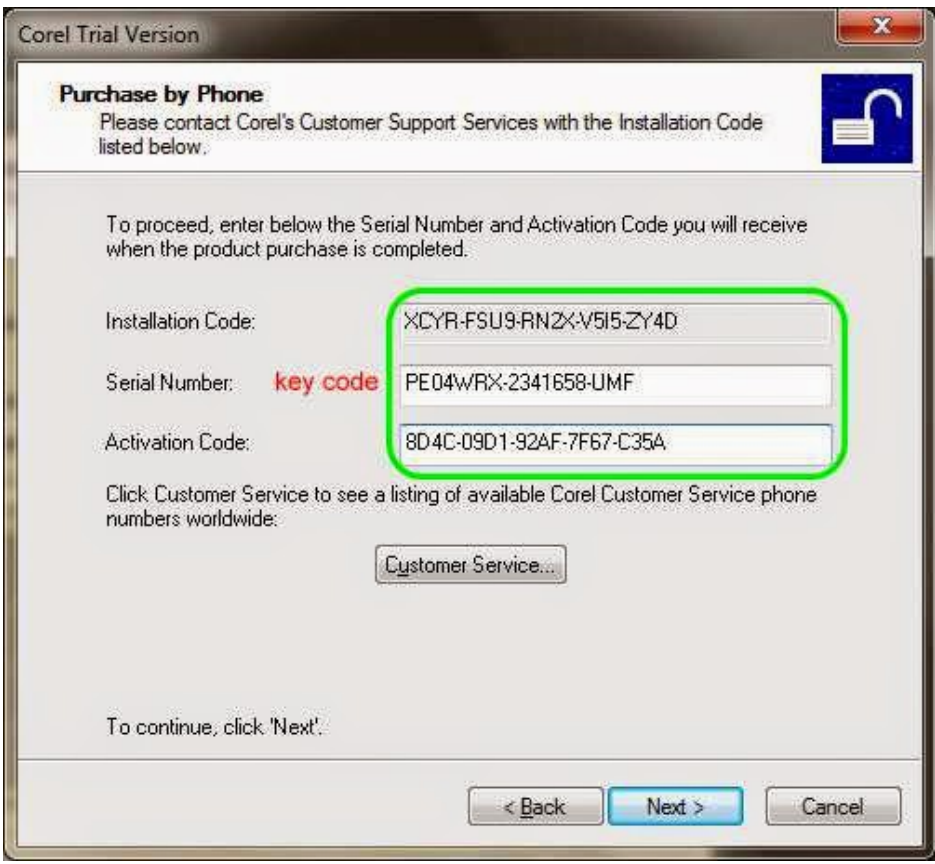 Corel Trial Version
Purchase by Phone
Please contact Corel's Customer Support Services with the Installation Code
listed below.
To proceed, enter below the Serial Number and Activation Code you will receive
when the product purchase is completed.
Installation Code: XCYR-FSU9-RN2X-V5I5-ZY4D
Serial Number: key code PE04WRX-2341658-UMF
Activation Code: 8D4C-09D1-92AF-7F67-C35A
Click Customer Service to see a listing of available Corel Customer Service phone
numbers worldwide:
Customer Service...
To continue, click 'Next'.
< Back Next > Cancel